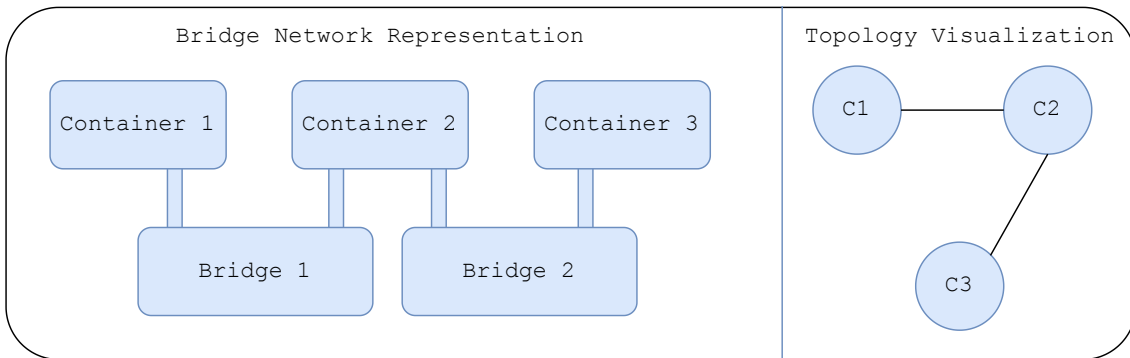 Bridge Network Representation
Container 1
Container 2
Container 3
Bridge 1
Bridge 2
Topology Visualization
C1
C2
C3